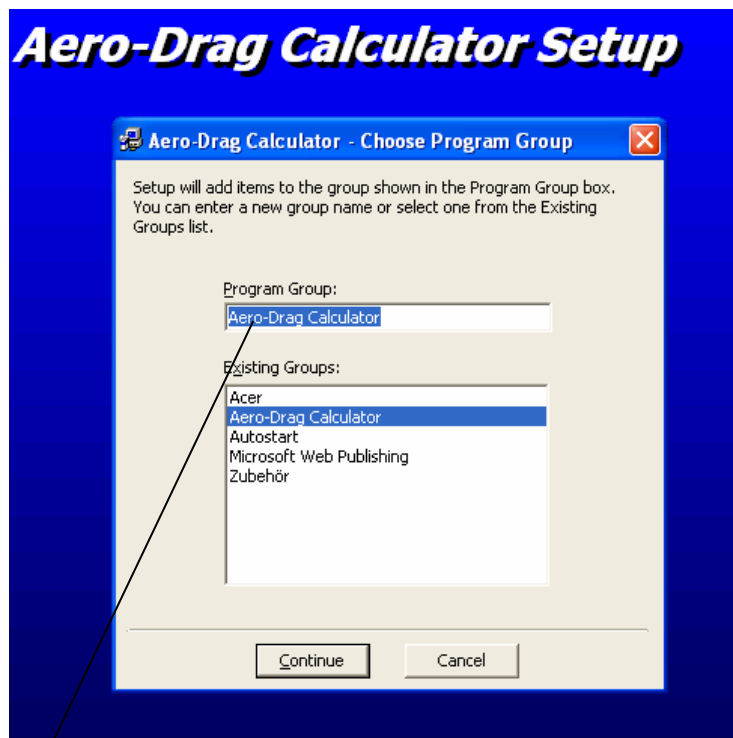 Aero-Drag Calculator Setup
Aero-Drag Calculator - Choose Program Group
Setup will add items to the group shown in the Program Group box.
You can enter a new group name or select one from the Existing
Groups list.
Program Group:
Aero-Drag Calculator
Existing Groups:
Acer
Aero-Drag Calculator
Autostart
Microsoft Web Publishing
Zubehör
Continue
Cancel